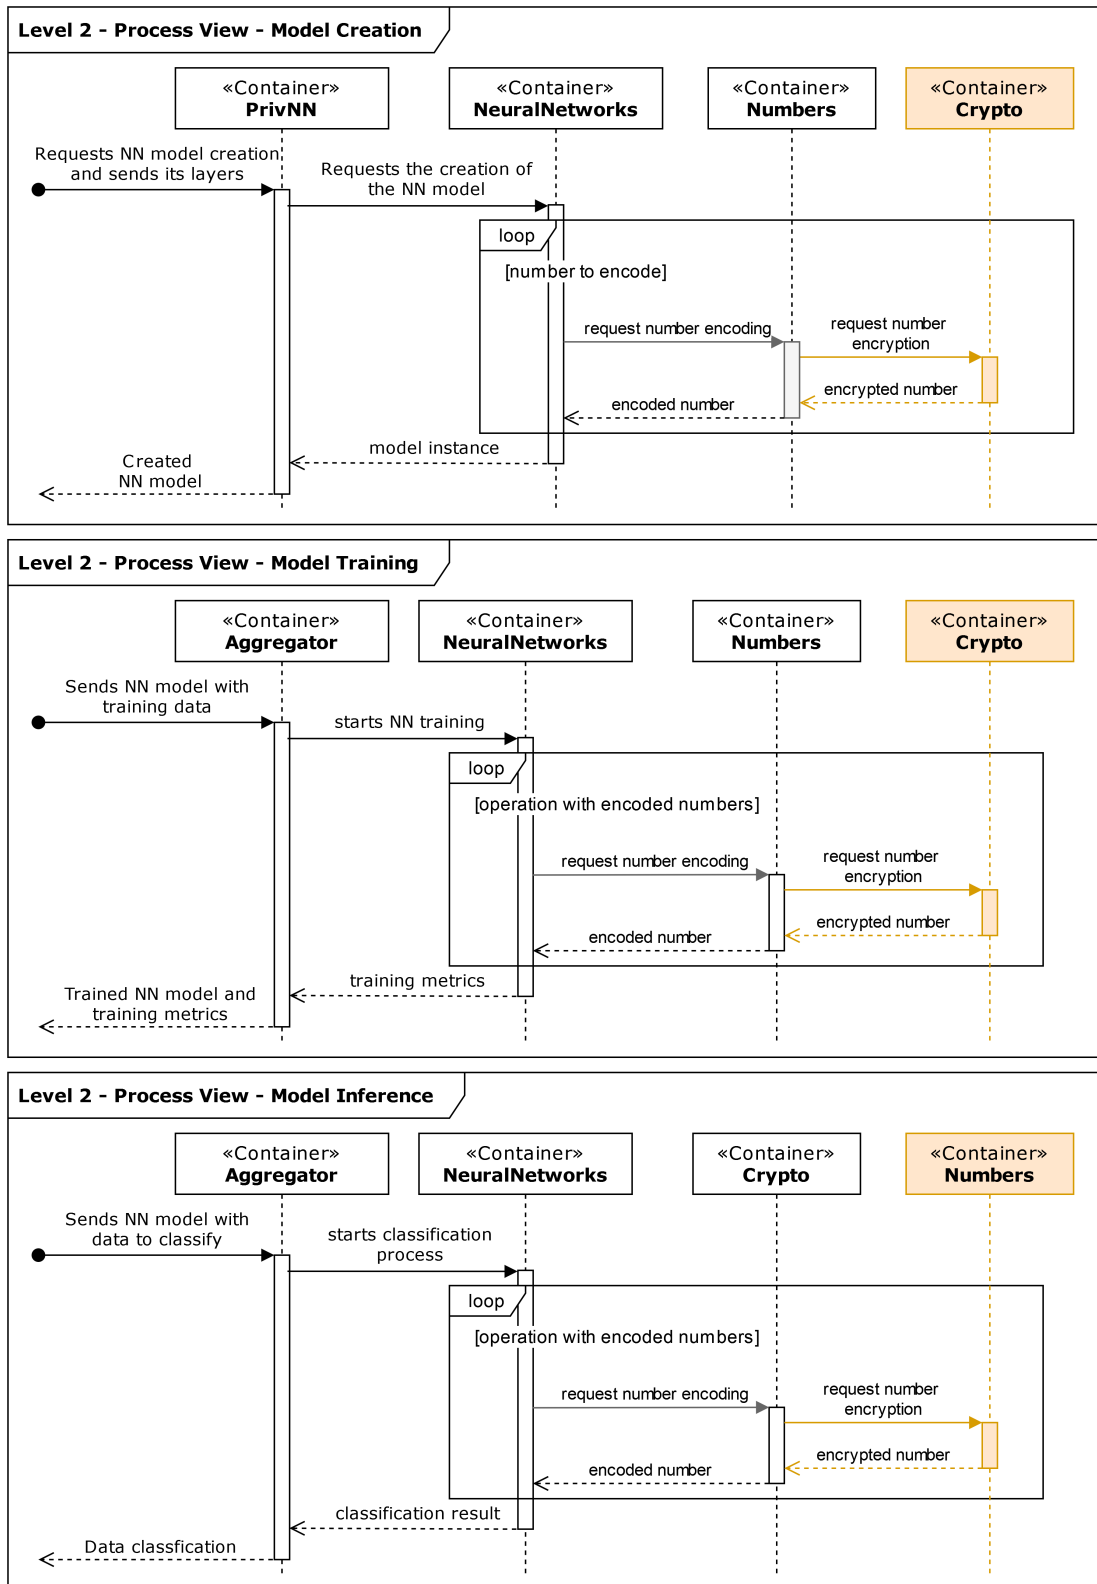 Level 2 - Process View - Model Creation
«Container»
PrivNN
«Container»
NeuralNetworks
«Container»
Numbers
«Container»
Crypto
Requests NN model creation
and sends its layers
Requests the creation of
the NN model
loop
[number to encode]
request number encoding
request number
encryption
encrypted number
encoded number
model instance
Created
NN model
Level 2 - Process View - Model Training
«Container»
Aggregator
«Container»
NeuralNetworks
«Container»
Numbers
«Container»
Crypto
Sends NN model with
training data
starts NN training
loop
[operation with encoded numbers]
request number encoding
request number
encryption
encrypted number
encoded number
training metrics
Trained NN model and
training metrics
Level 2 - Process View - Model Inference
«Container»
Aggregator
«Container»
NeuralNetworks
«Container»
Crypto
«Container»
Numbers
Sends NN model with
data to classify
starts classification
process
loop
[operation with encoded numbers]
request number encoding
request number
encryption
encrypted number
encoded number
classification result
Data classfication